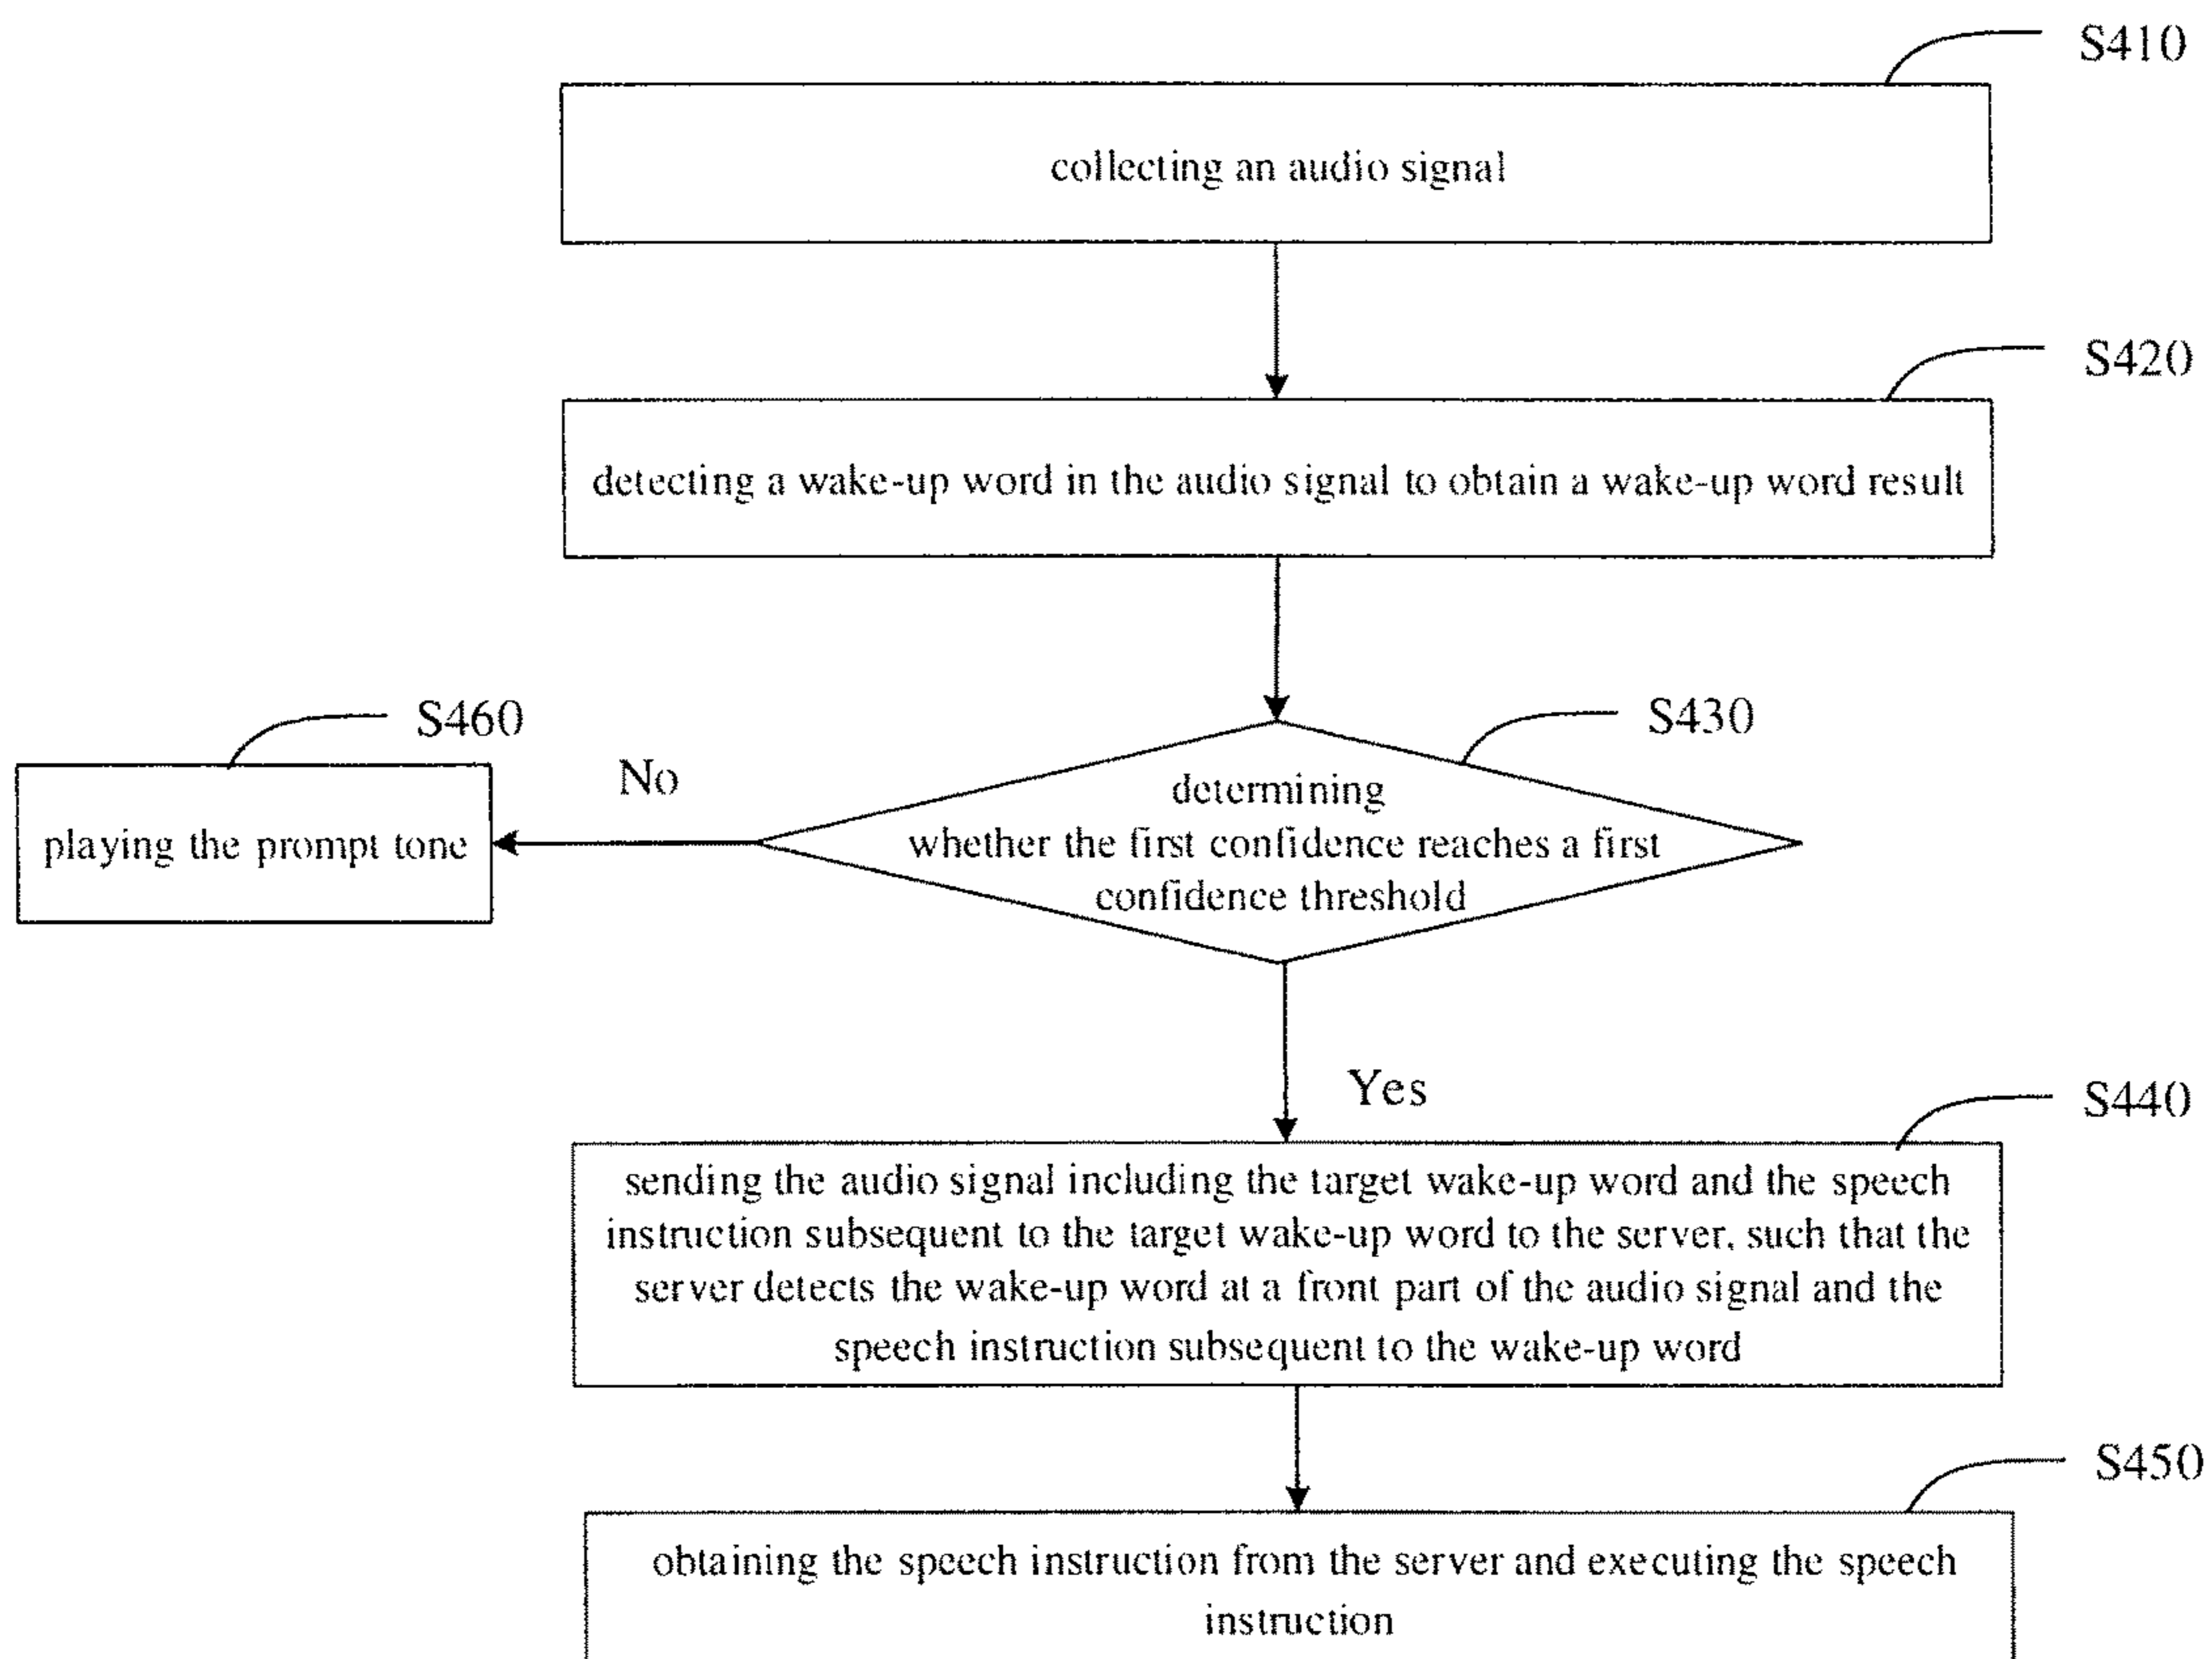 S410
collecting an audio signal
S420
detecting a wake-up word in the audio signal to obtain a wake-up word result
S430
determining
whether the first confidence reaches a first
confidence threshold
No
S460
playing the prompt tone
Yes
S440
sending the audio signal including the target wake-up word and the speech
instruction subsequent to the target wake-up word to the server, such that the
server detects the wake-up word at a front part of the audio signal and the
speech instruction subsequent to the wake-up word
S450
obtaining the speech instruction from the server and executing the speech
instruction